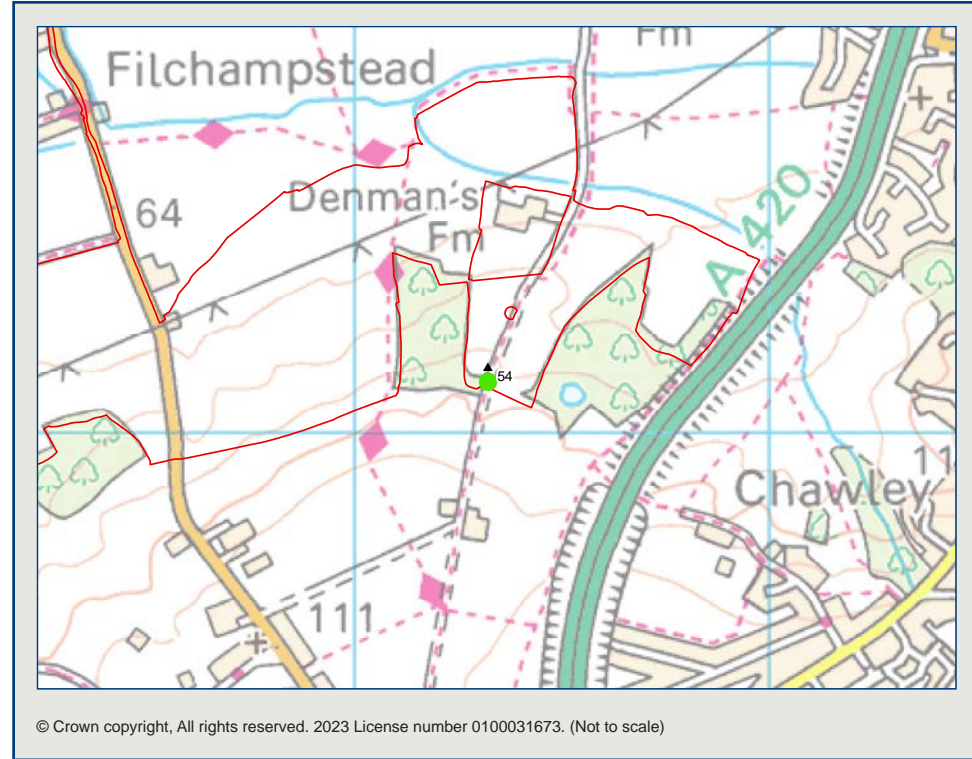 Fm
Filchampstead
64
Denman's
Fm
A 420
54
Chawley
11
111
© Crown copyright, All rights reserved. 2023 License number 0100031673. (Not to scale)